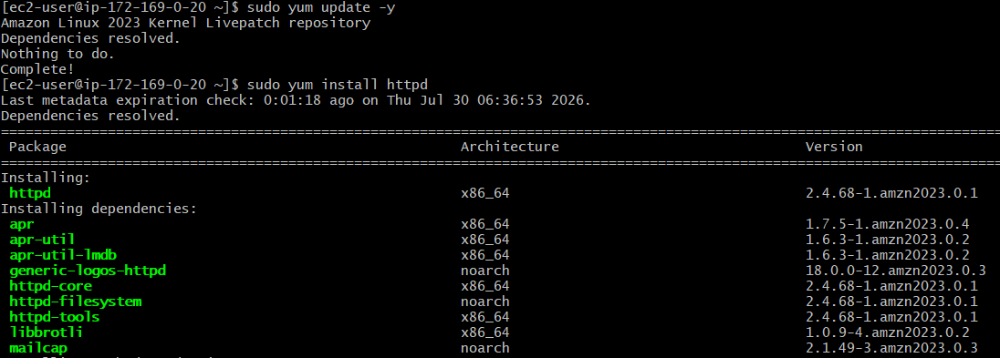 [ec2-user@ip-172-169-0-20 ~]$ sudo yum update -y
Amazon Linux 2023 Kernel Livepatch repository
Dependencies resolved.
Nothing to do.
Complete!
[ec2-user@ip-172-169-0-20 ~]$ sudo yum install httpd
Last metadata expiration check: 0:01:18 ago on Thu Jul 30 06:36:53 2026.
Dependencies resolved.
Package Architecture Version
Installing:
httpd x86_64 2.4.68-1.amzn2023.0.1
Installing dependencies:
apr x86_64 1.7.5-1.amzn2023.0.4
apr-util x86_64 1.6.3-1.amzn2023.0.2
apr-util-lmdb x86_64 1.6.3-1.amzn2023.0.2
generic-logos-httpd noarch 18.0.0-12.amzn2023.0.3
httpd-core x86_64 2.4.68-1.amzn2023.0.1
httpd-filesystem noarch 2.4.68-1.amzn2023.0.1
httpd-tools x86_64 2.4.68-1.amzn2023.0.1
libbrotli x86_64 1.0.9-4.amzn2023.0.2
mailcap noarch 2.1.49-3.amzn2023.0.3